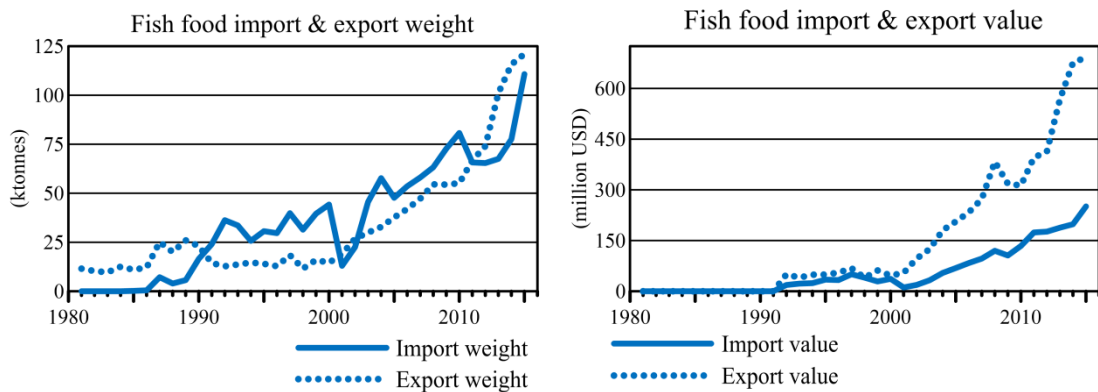 Fish food import & export weight
125
100
75
50
25
0
(ktonnes)
1980
1990
2000
2010
Import weight
Export weight
Fish food import & export value
600
450
300
150
0
(million USD)
1980
1990
2000
2010
Import value
Export value